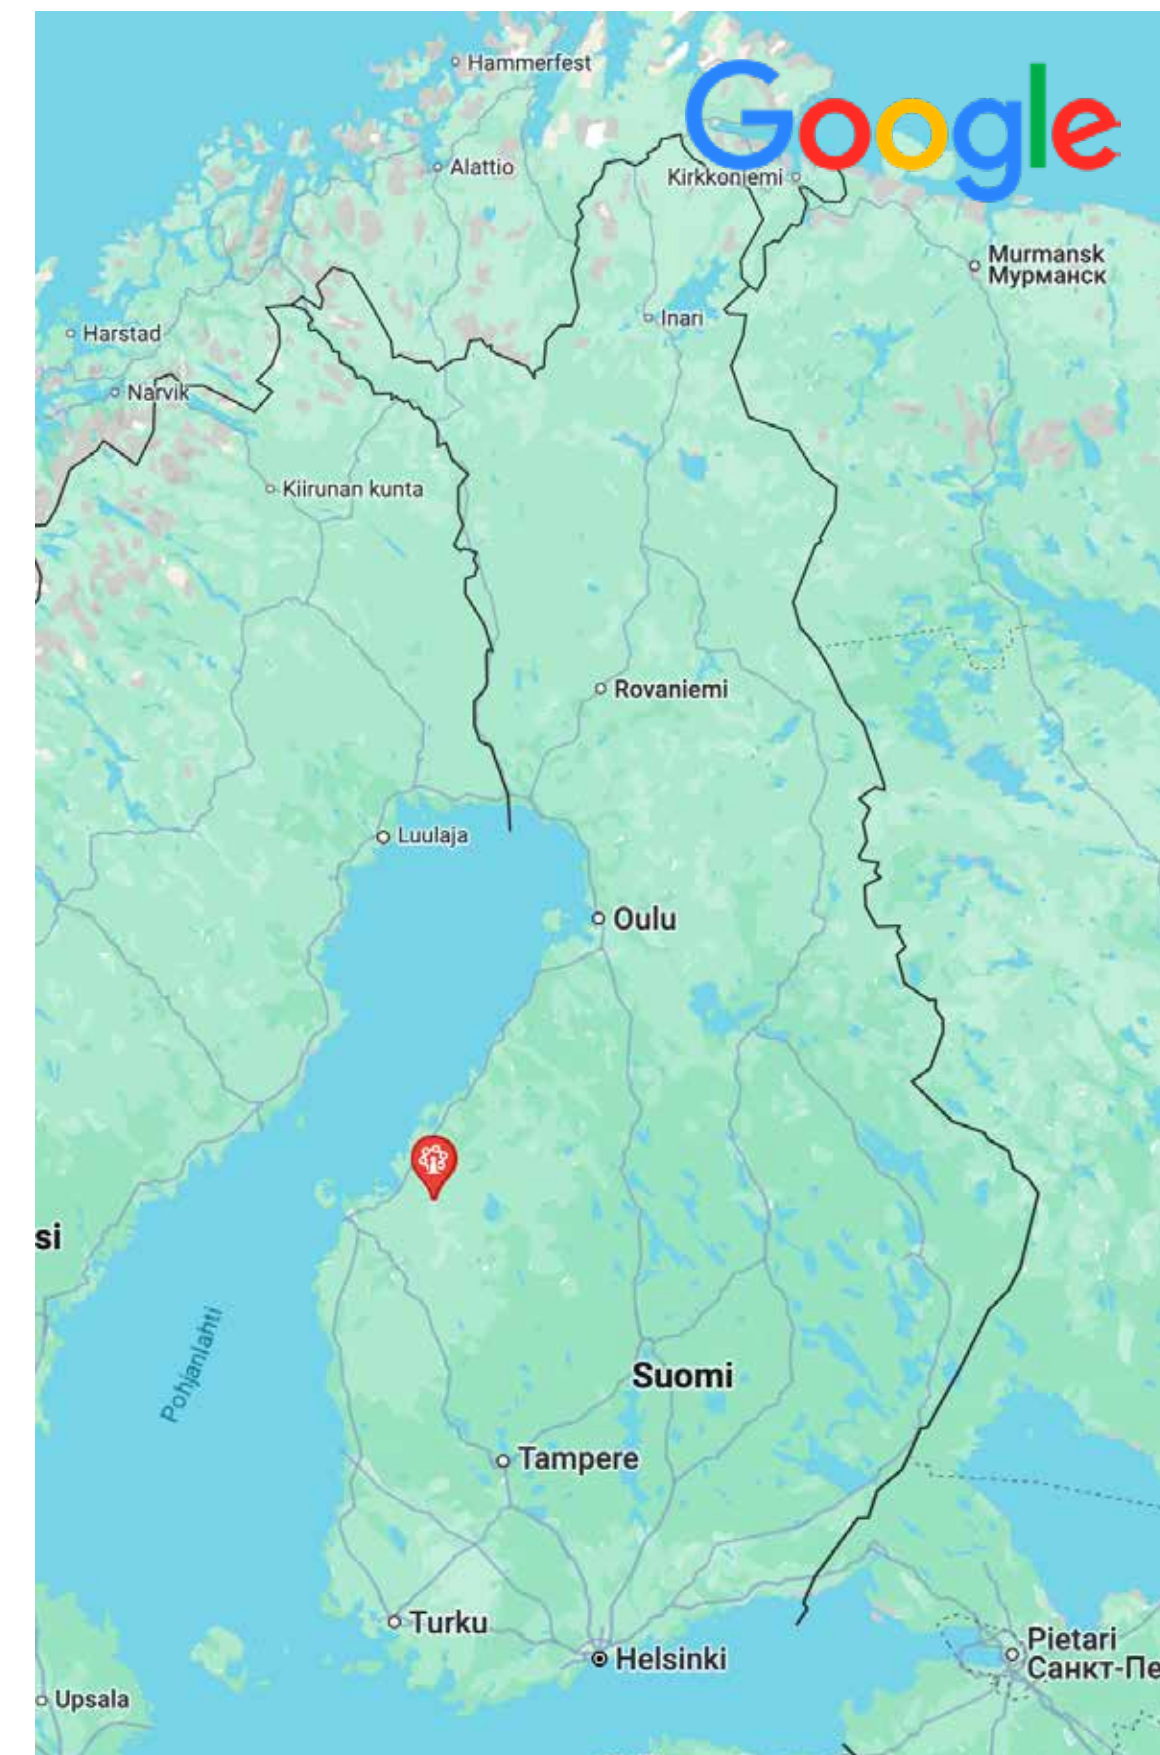 Hammerfest
Google
Alattio
Kirkkoniemi
Murmansk
Мурманск
Inari
Harstad
Narvik
Kiirunan kunta
Rovaniemi
Luulaja
Oulu
si
Pohjanlahti
Suomi
Tampere
Turku
Helsinki
Pietari
Санкт-Пе
Upsala